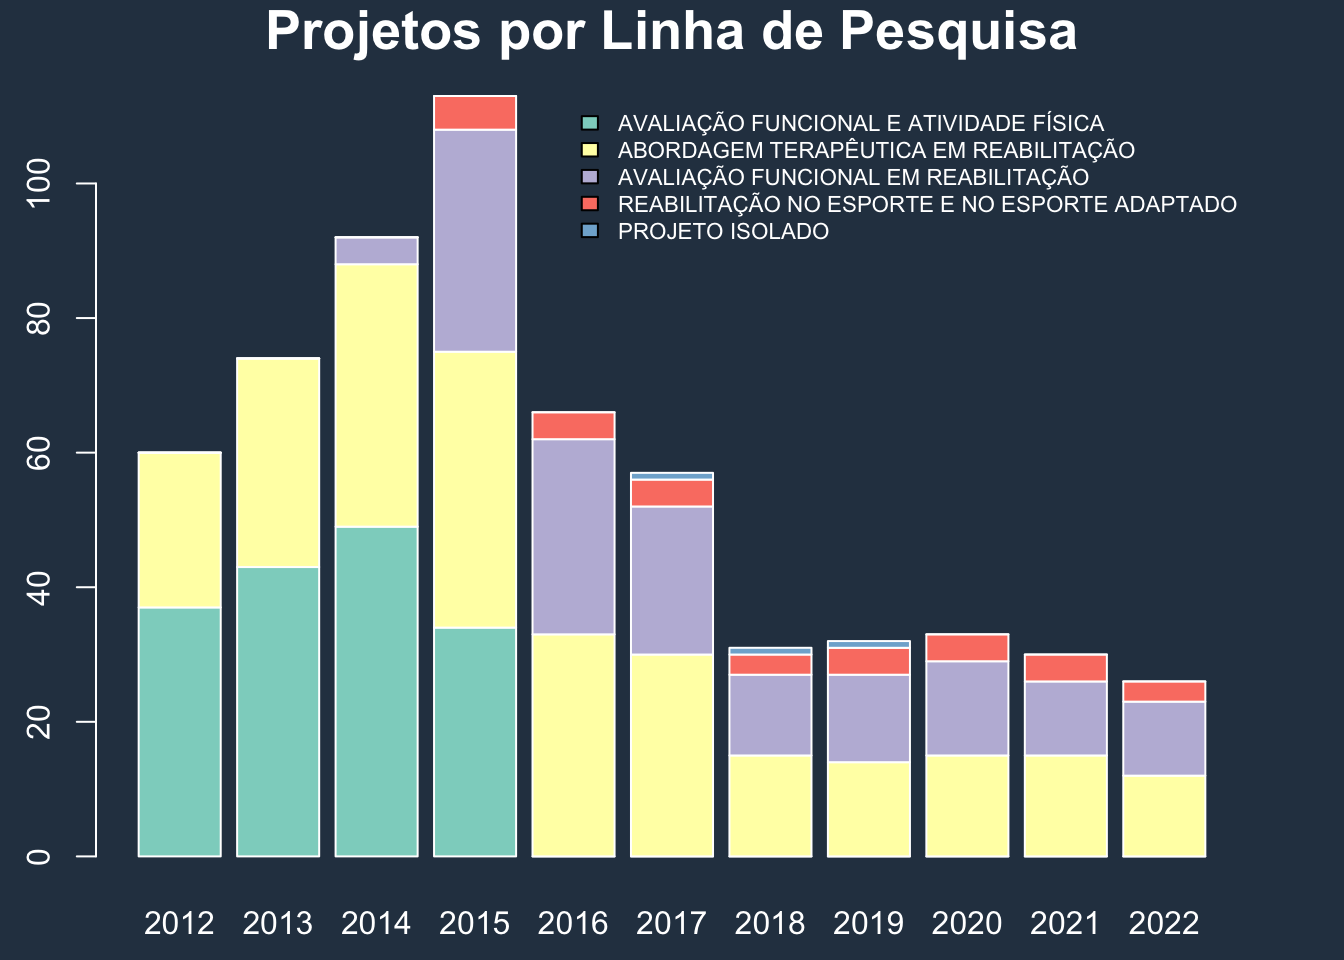 Projetos por Linha de Pesquisa
AVALIAÇÃO FUNCIONAL E ATIVIDADE FÍSICA
ABORDAGEM TERAPÊUTICA EM REABILITAÇÃO
AVALIAÇÃO FUNCIONAL EM REABILITAÇÃO
REABILITAÇÃO NO ESPORTE E NO ESPORTE ADAPTADO
PROJETO ISOLADO
100
80
60
40
20
0
2012 2013 2014 2015 2016 2017 2018 2019 2020 2021 2022